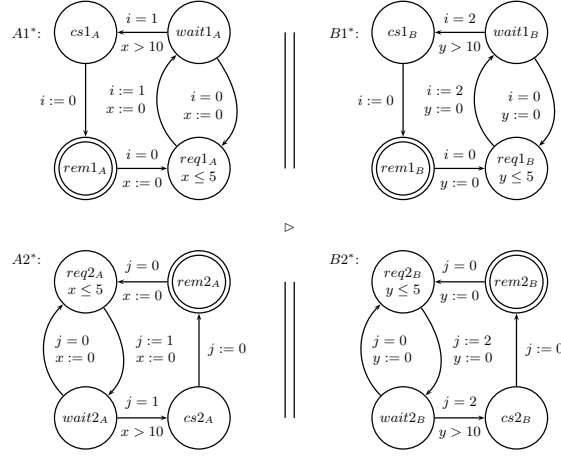 A1*:
cs1_A
i = 1
x > 10
wait1_A
i := 0
i := 1
x := 0
i = 0
x := 0
rem1_A
i = 0
x := 0
req1_A
x ≤ 5
B1*:
cs1_B
i = 2
y > 10
wait1_B
i := 0
i := 2
y := 0
i = 0
y := 0
rem1_B
i = 0
y := 0
req1_B
y ≤ 5
▷
A2*:
req2_A
x ≤ 5
j = 0
x := 0
rem2_A
j = 0
x := 0
j := 1
x := 0
j := 0
wait2_A
j = 1
x > 10
cs2_A
B2*:
req2_B
y ≤ 5
j = 0
y := 0
rem2_B
j = 0
y := 0
j := 2
y := 0
j := 0
wait2_B
j = 2
y > 10
cs2_B